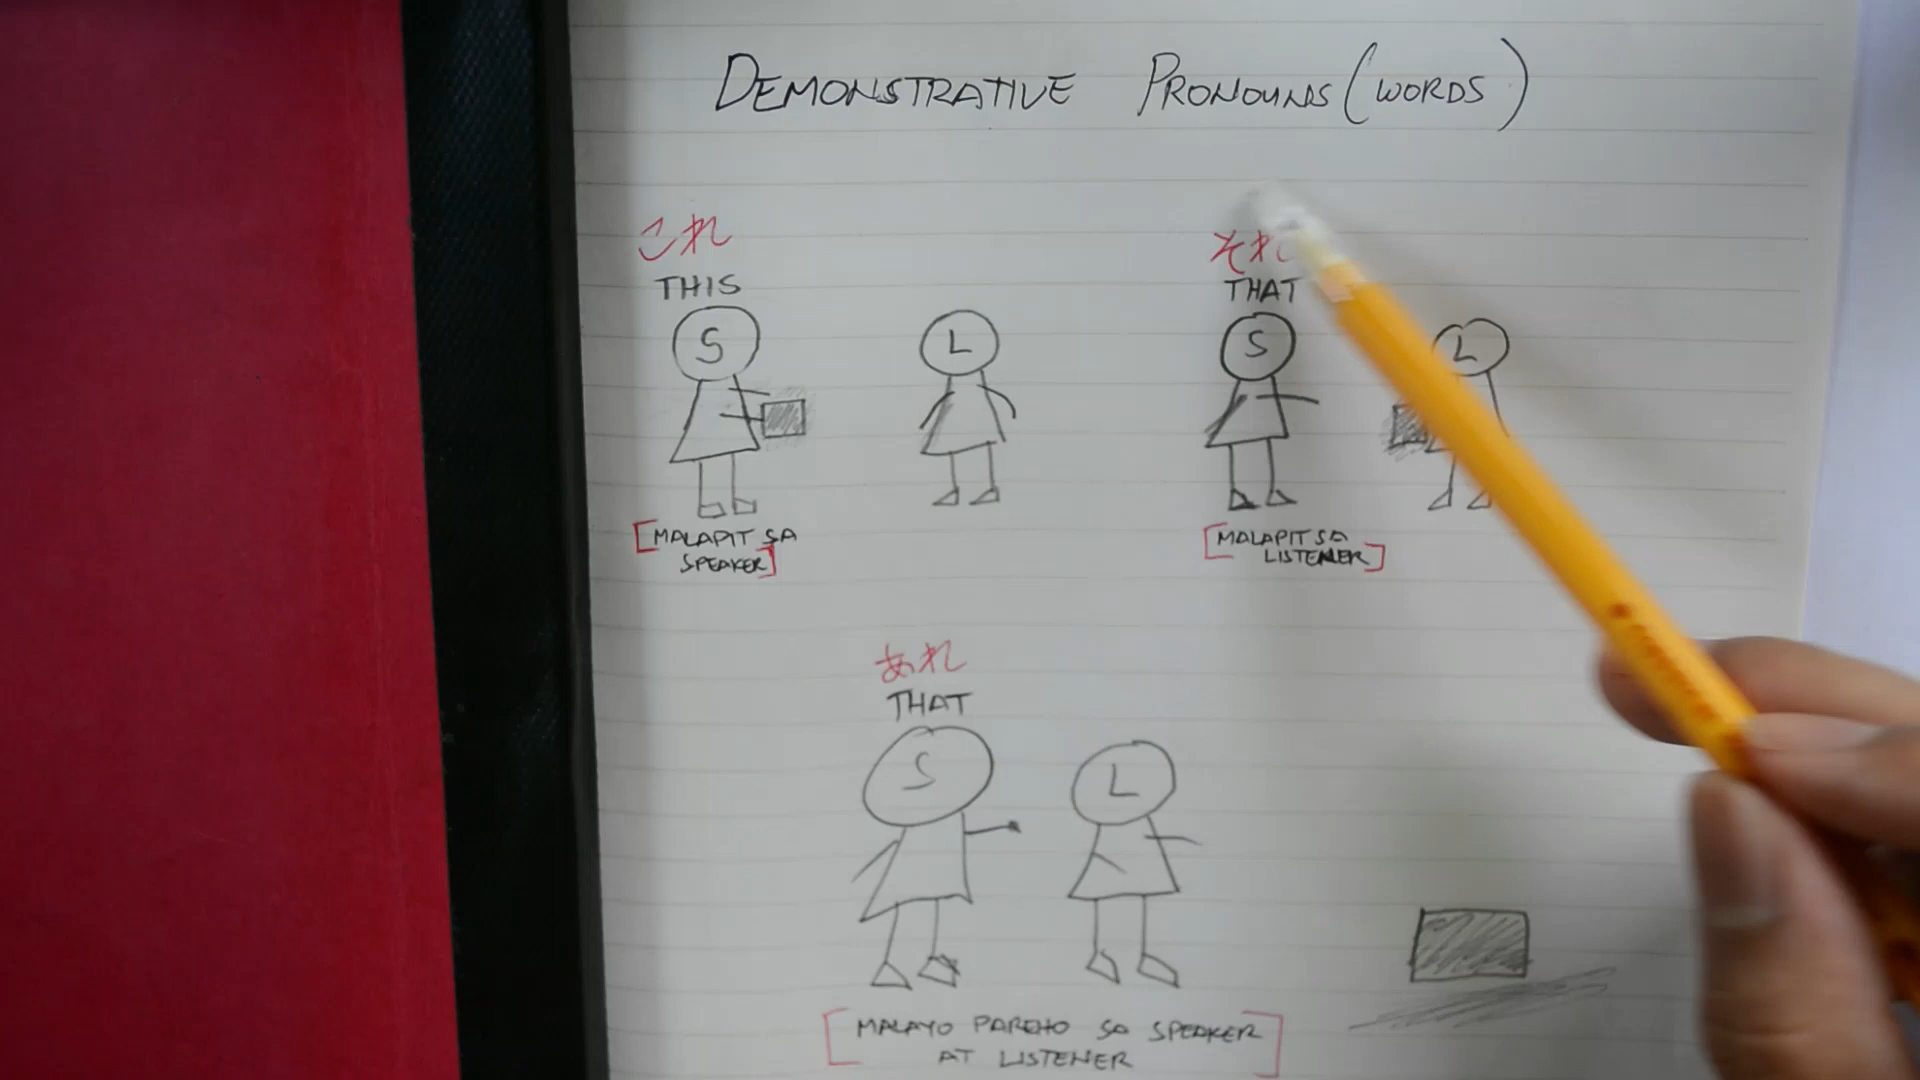 DEMONSTRATIVE PRONOUNS (WORDS)
これ
THIS
S
L
[MALAPIT SA
SPEAKER]
それ
THAT
S
L
[MALAPIT SA
LISTENER]
あれ
THAT
S
L
[MALAYO PAREHO SA SPEAKER
AT LISTENER]